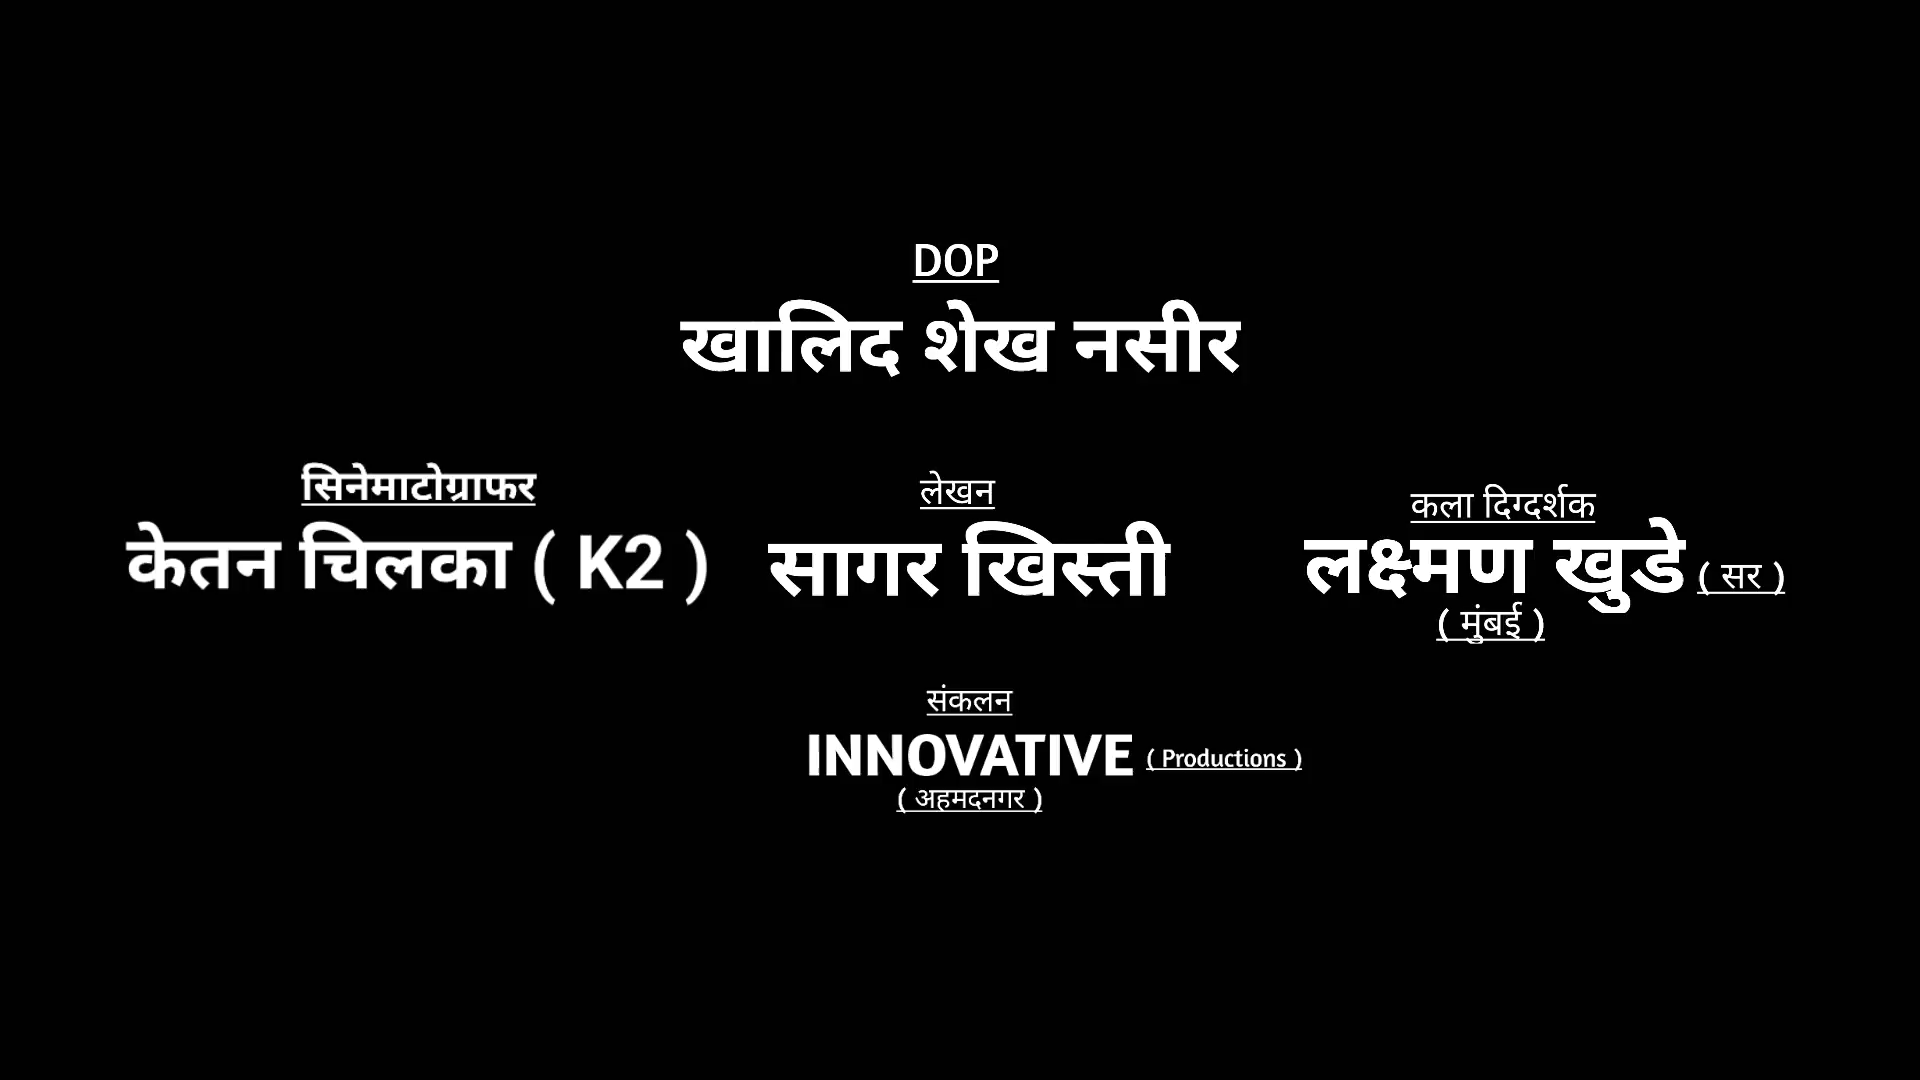 DOP
खालिद शेख नसीर
सिनेमाटोग्राफर
केतन चिलका ( K2 )
लेखन
सागर खिस्ती
कला दिग्दर्शक
लक्ष्मण खुडे ( सर )
( मुंबई )
संकलन
INNOVATIVE ( Productions )
( अहमदनगर )